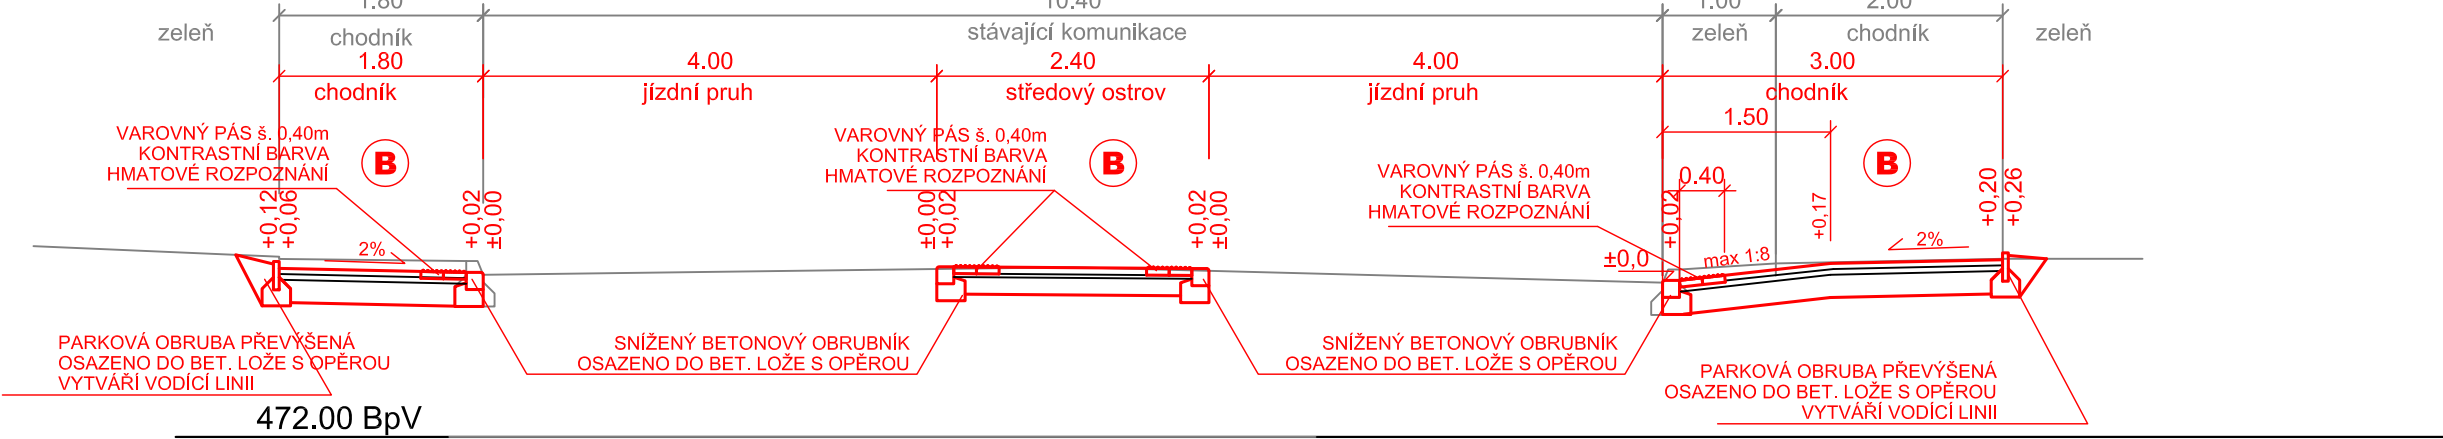 1.80 10.40 1.00 2.00
zeleň chodník stávající komunikace zeleň chodník zeleň
1.80 4.00 2.40 4.00 3.00
chodník jízdní pruh středový ostrov jízdní pruh chodník
1.50
VAROVNÝ PÁS š. 0,40m
KONTRASTNÍ BARVA
HMATOVÉ ROZPOZNÁNÍ
B
VAROVNÝ PÁS š. 0,40m
KONTRASTNÍ BARVA
HMATOVÉ ROZPOZNÁNÍ
B
VAROVNÝ PÁS š. 0,40m
KONTRASTNÍ BARVA
HMATOVÉ ROZPOZNÁNÍ
0.40
B
+0,12
+0,06
2%
+0,02
±0,00
±0,00
+0,02
+0,02
±0,00
±0,0
+0,02
max 1:8
+0,17
2%
+0,20
+0,26
PARKOVÁ OBRUBA PŘEVÝŠENÁ
OSAZENO DO BET. LOŽE S OPĚROU
VYTVÁŘÍ VODÍCÍ LINII
SNÍŽENÝ BETONOVÝ OBRUBNÍK
OSAZENO DO BET. LOŽE S OPĚROU
SNÍŽENÝ BETONOVÝ OBRUBNÍK
OSAZENO DO BET. LOŽE S OPĚROU
PARKOVÁ OBRUBA PŘEVÝŠENÁ
OSAZENO DO BET. LOŽE S OPĚROU
VYTVÁŘÍ VODÍCÍ LINII
472.00 BpV